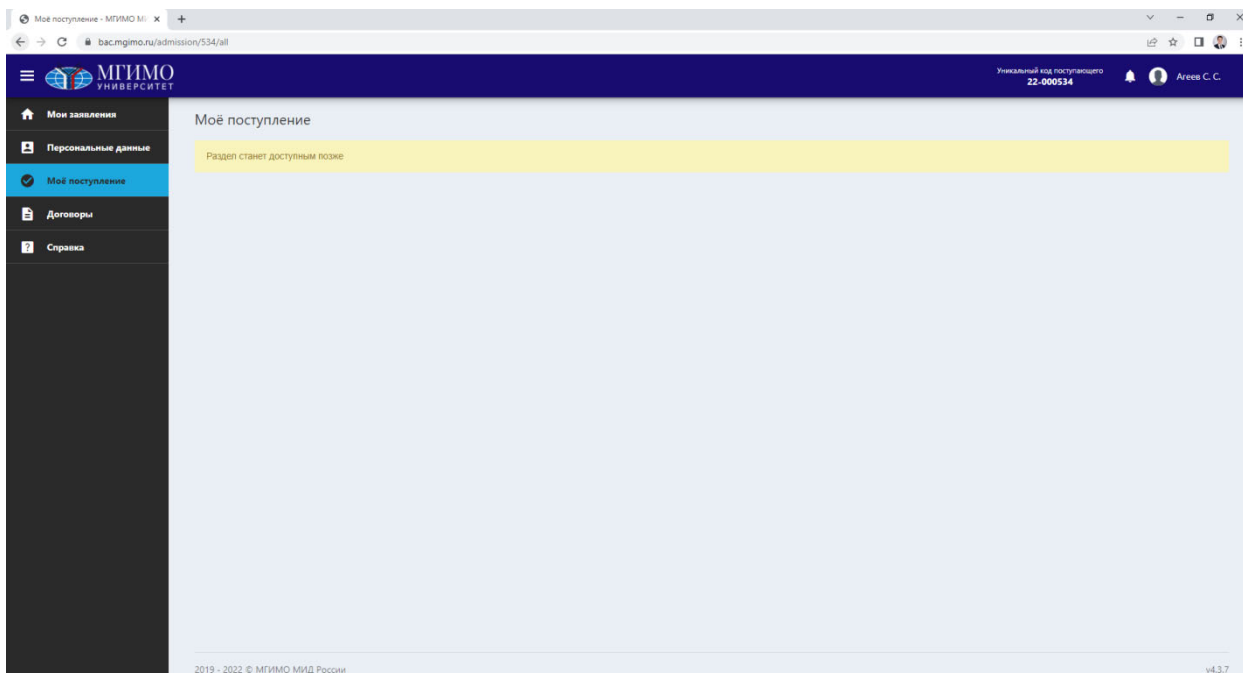 Моё поступление - МГИМО МИ
bac.mgimo.ru/admission/534/all
МГИМО
УНИВЕРСИТЕТ
Уникальный код поступающего
22-000534
Агеев С. С.
Мои заявления
Персональные данные
Моё поступление
Договоры
Справка
Моё поступление
Раздел станет доступным позже
2019 - 2022 © МГИМО МИД России
v4.3.7